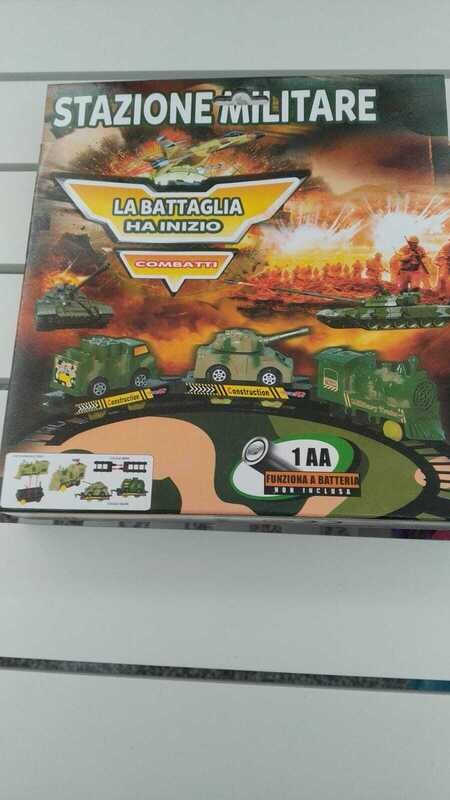 STAZIONE MILITARE
LA BATTAGLIA
HA INIZIO
COMBATTI
Construction
Construction
1 AA
FUNZIONA A BATTERIA
NON INCLUSA